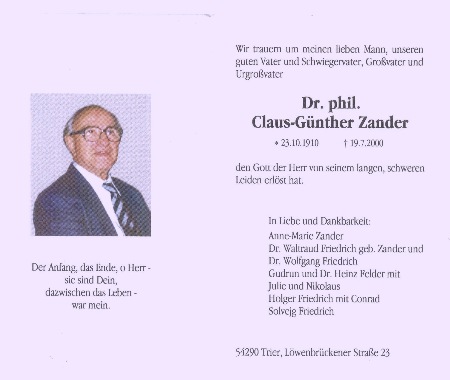 Der Anfang, das Ende, o Herr -
sie sind Dein,
dazwischen das Leben -
war mein.
Wir trauern um meinen lieben Mann, unseren
guten Vater und Schwiegervater, Großvater und
Urgroßvater
Dr. phil.
Claus-Günther Zander
* 23.10.1910 † 19.7.2000
den Gott der Herr von seinem langen, schweren
Leiden erlöst hat.
In Liebe und Dankbarkeit:
Anne-Marie Zander
Dr. Waltraud Friedrich geb. Zander und
Dr. Wolfgang Friedrich
Gudrun und Dr. Heinz Felder mit
Julie und Nikolaus
Holger Friedrich mit Conrad
Solvejg Friedrich
54290 Trier, Löwenbrückener Straße 23